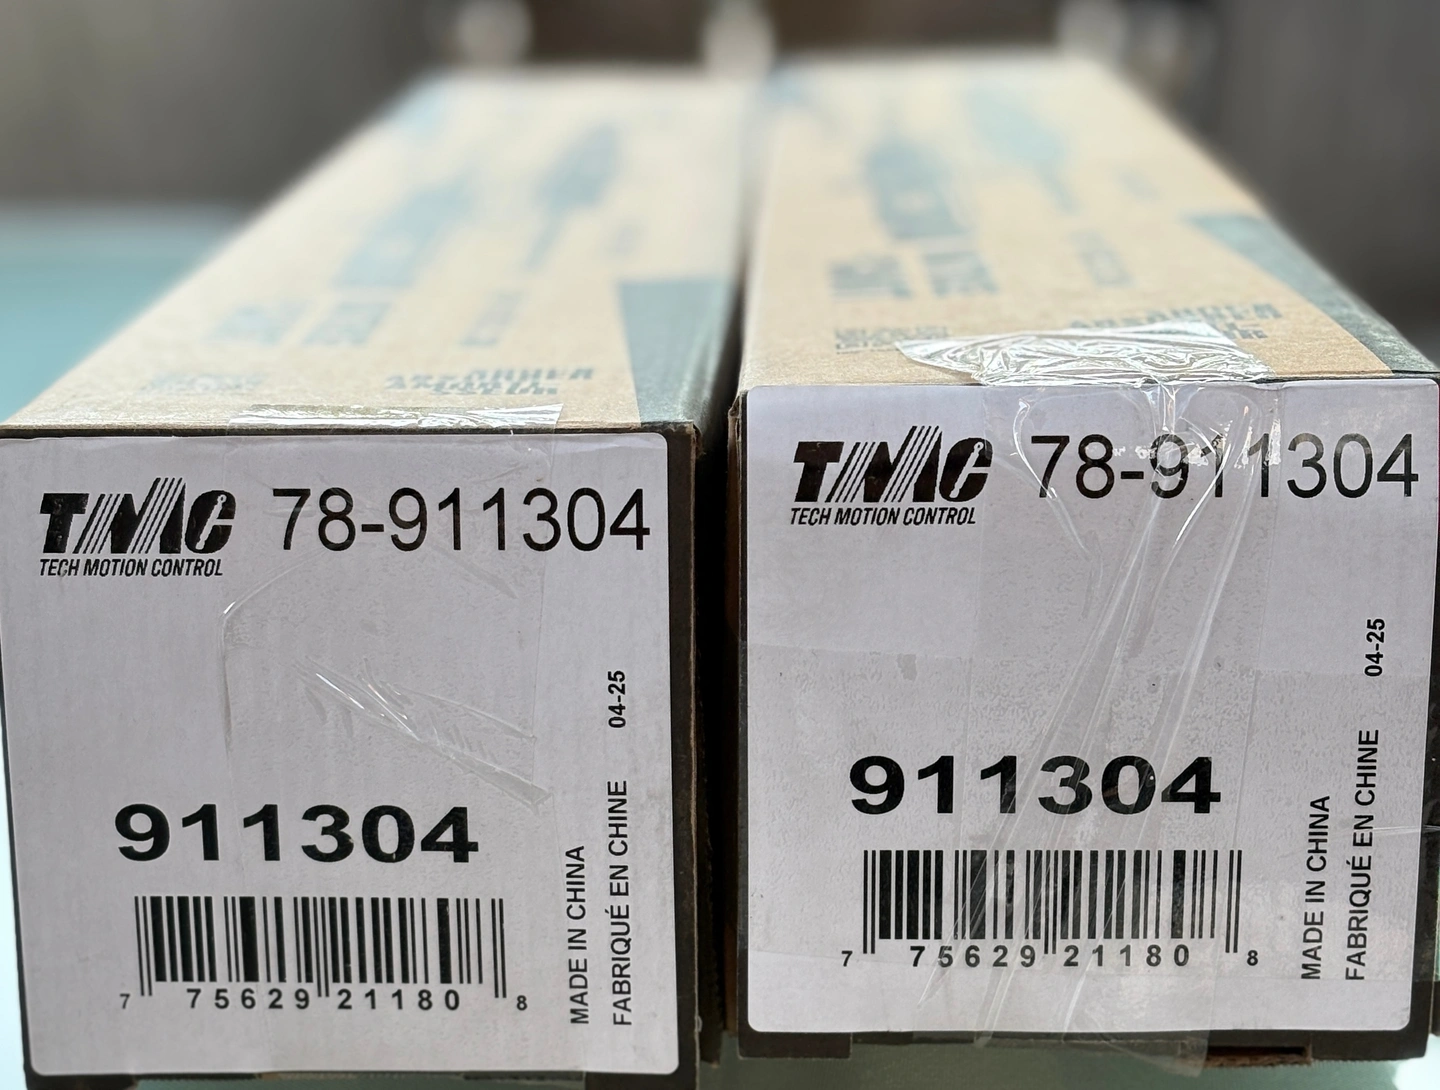 TMC
TECH MOTION CONTROL
78-911304
04-25
911304
7 75629 21180 8
MADE IN CHINA
FABRIQUÉ EN CHINE
TMC
TECH MOTION CONTROL
78-911304
04-25
911304
7 75629 21180 8
MADE IN CHINA
FABRIQUÉ EN CHINE